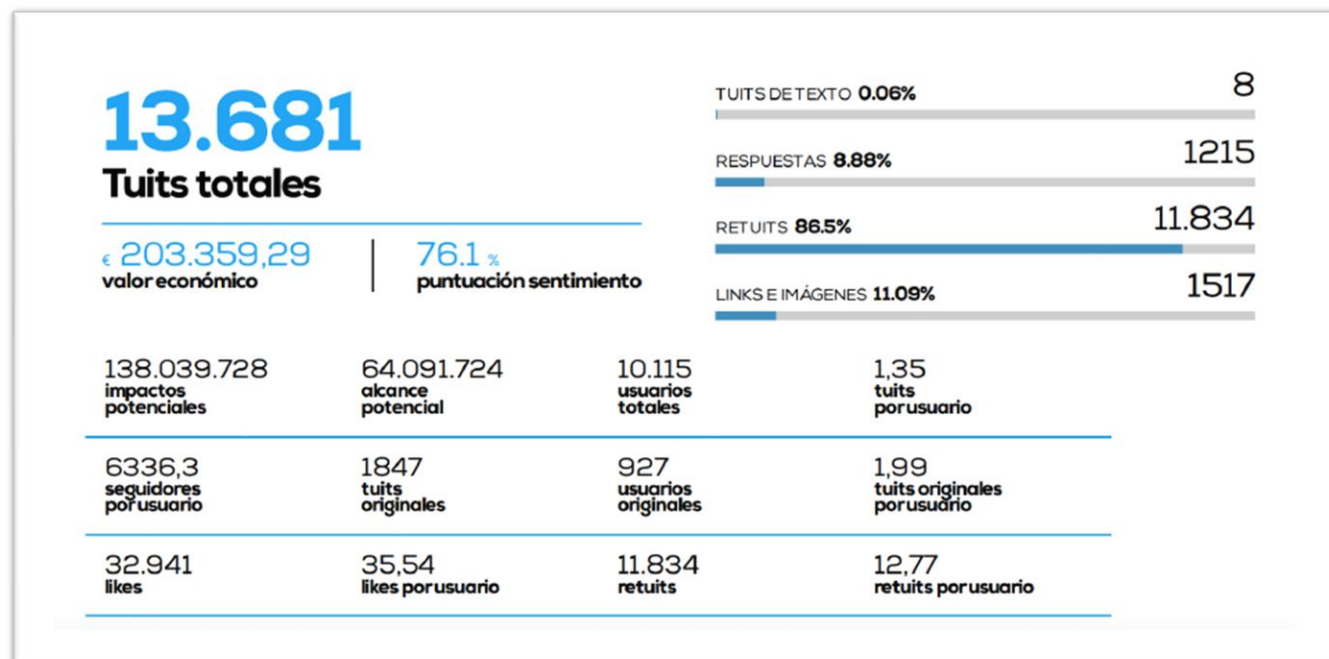 13.681
Tuits totales
€ 203.359,29
valor económico
76.1 %
puntuación sentimiento
TUITS DE TEXTO 0.06% 8
RESPUESTAS 8.88% 1215
RETUITS 86.5% 11.834
LINKS E IMÁGENES 11.09% 1517
138.039.728
impactos
potenciales
64.091.724
alcance
potencial
10.115
usuarios
totales
1,35
tuits
por usuario
6336,3
seguidores
por usuario
1847
tuits
originales
927
usuarios
originales
1,99
tuits originales
por usuario
32.941
likes
35,54
likes por usuario
11.834
retuits
12,77
retuits por usuario